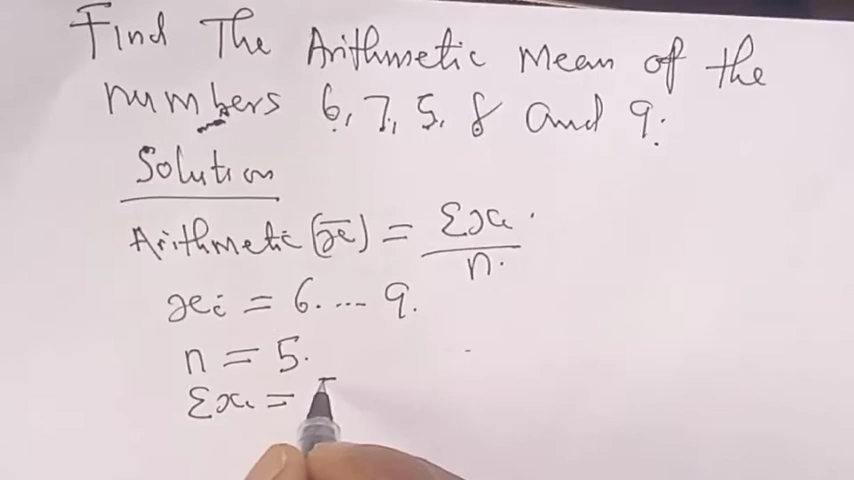 Find The Arithmetic Mean of the
numbers 6, 7, 5, 8 and 9.
Solution
Arithmetic (x̄) = Σxi / n.
xi = 6. ... 9.
n = 5.
Σxi =